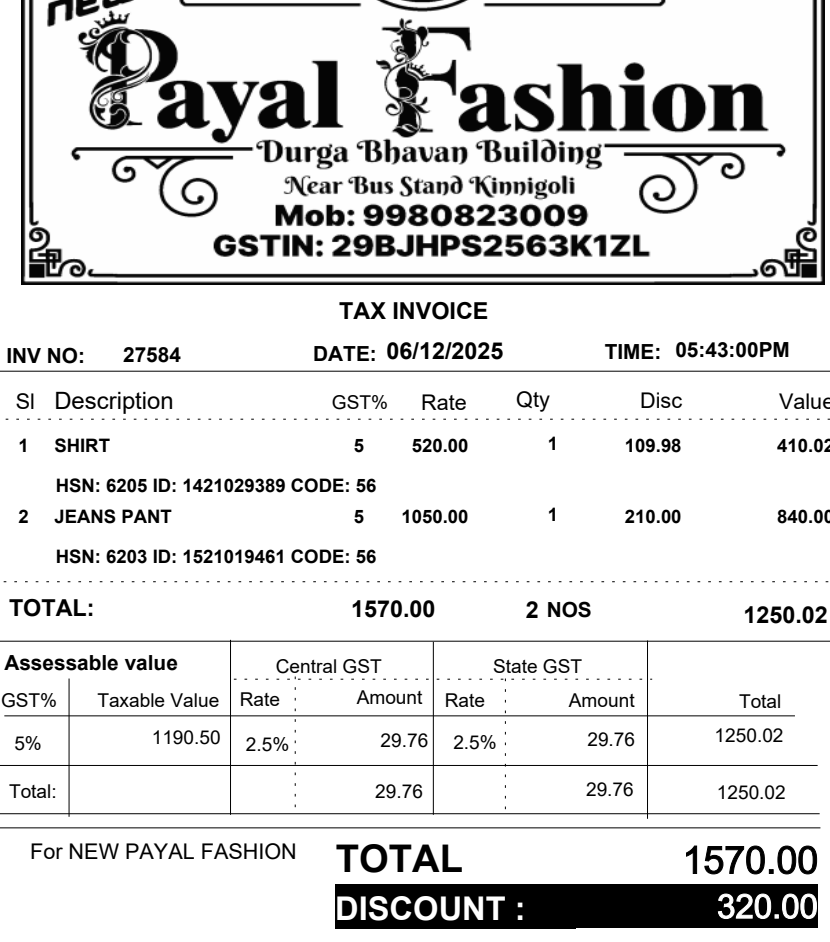 new
Payal Fashion
Durga Bhavan Building
Near Bus Stand Kinnigoli
Mob: 9980823009
GSTIN: 29BJHPS2563K1ZL
TAX INVOICE
INV NO: 27584 DATE: 06/12/2025 TIME: 05:43:00PM
Sl Description GST% Rate Qty Disc Value
1 SHIRT 5 520.00 1 109.98 410.02
HSN: 6205 ID: 1421029389 CODE: 56
2 JEANS PANT 5 1050.00 1 210.00 840.00
HSN: 6203 ID: 1521019461 CODE: 56
TOTAL: 1570.00 2 NOS 1250.02
Assessable value Central GST State GST
GST% Taxable Value Rate Amount Rate Amount Total
5% 1190.50 2.5% 29.76 2.5% 29.76 1250.02
Total: 29.76 29.76 1250.02
For NEW PAYAL FASHION TOTAL 1570.00
DISCOUNT : 320.00